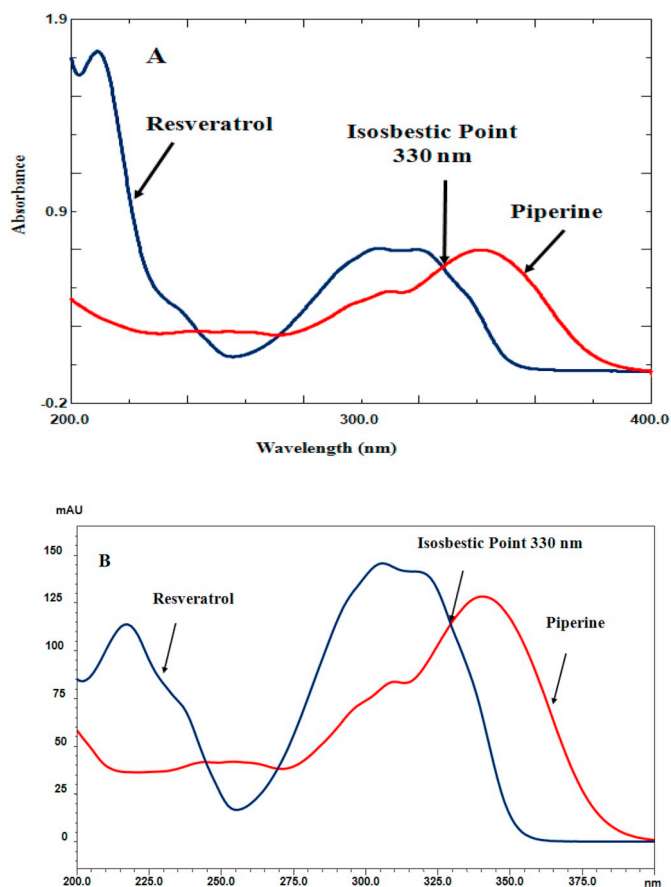 1.9
A
Resveratrol
Isosbestic Point
330 nm
Piperine
Absorbance
0.9
-0.2
200.0
300.0
400.0
Wavelength (nm)
mAU
150
B
Isosbestic Point 330 nm
Resveratrol
125
Piperine
100
75
50
25
0
200.0
225.0
250.0
275.0
300.0
325.0
350.0
375.0
nm